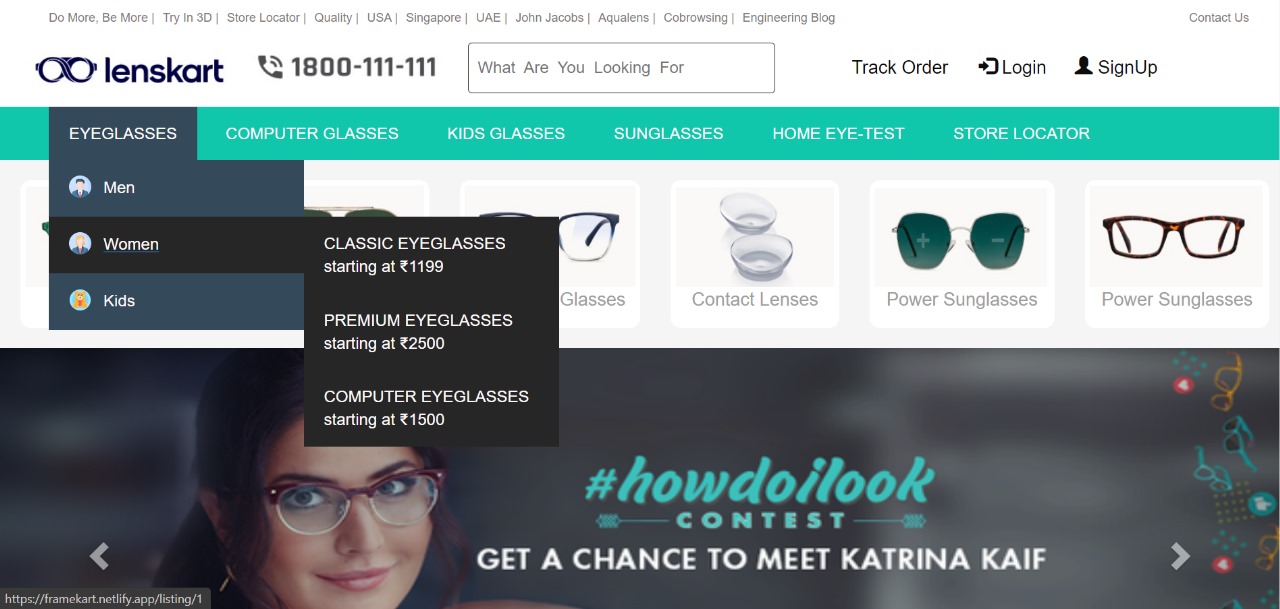 Do More, Be More | Try In 3D | Store Locator | Quality | USA | Singapore | UAE | John Jacobs | Aqualens | Cobrowsing | Engineering Blog Contact Us
lenskart 1800-111-111 What Are You Looking For Track Order Login SignUp
EYEGLASSES COMPUTER GLASSES KIDS GLASSES SUNGLASSES HOME EYE-TEST STORE LOCATOR
Men
Women
Kids
CLASSIC EYEGLASSES
starting at ₹1199
PREMIUM EYEGLASSES
starting at ₹2500
COMPUTER EYEGLASSES
starting at ₹1500
Glasses Contact Lenses Power Sunglasses Power Sunglasses
#howdoilook
CONTEST
GET A CHANCE TO MEET KATRINA KAIF
https://framekart.netlify.app/listing/1